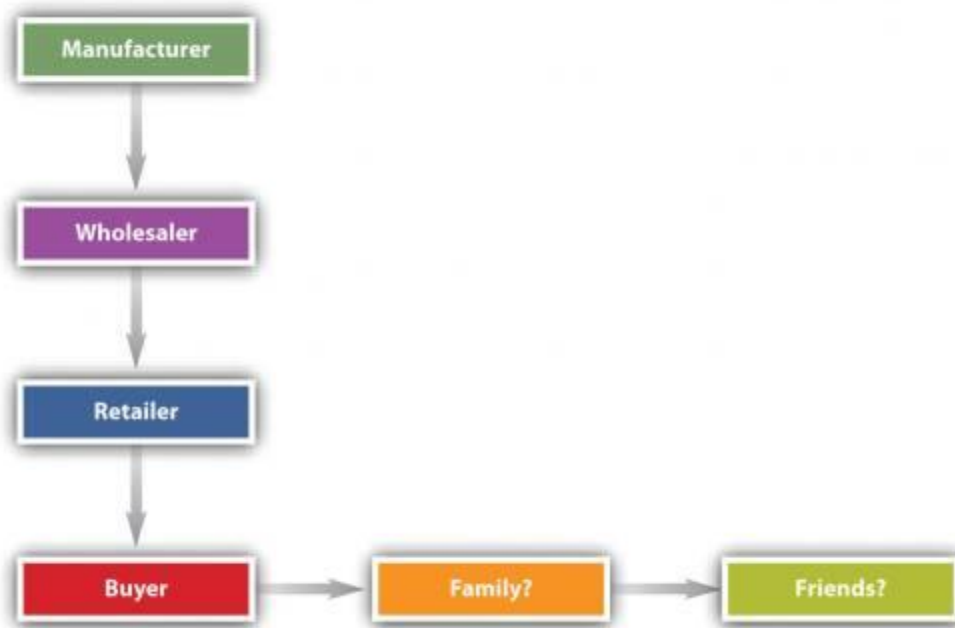 Manufacturer
Wholesaler
Retailer
Buyer
Family?
Friends?